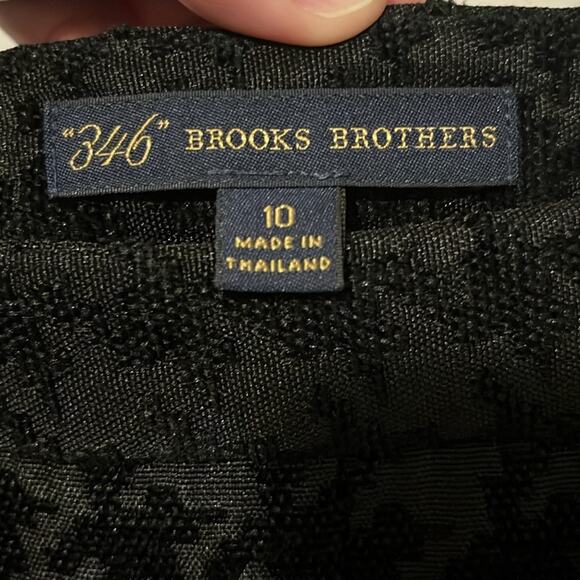 "346" BROOKS BROTHERS
10
MADE IN
THAILAND